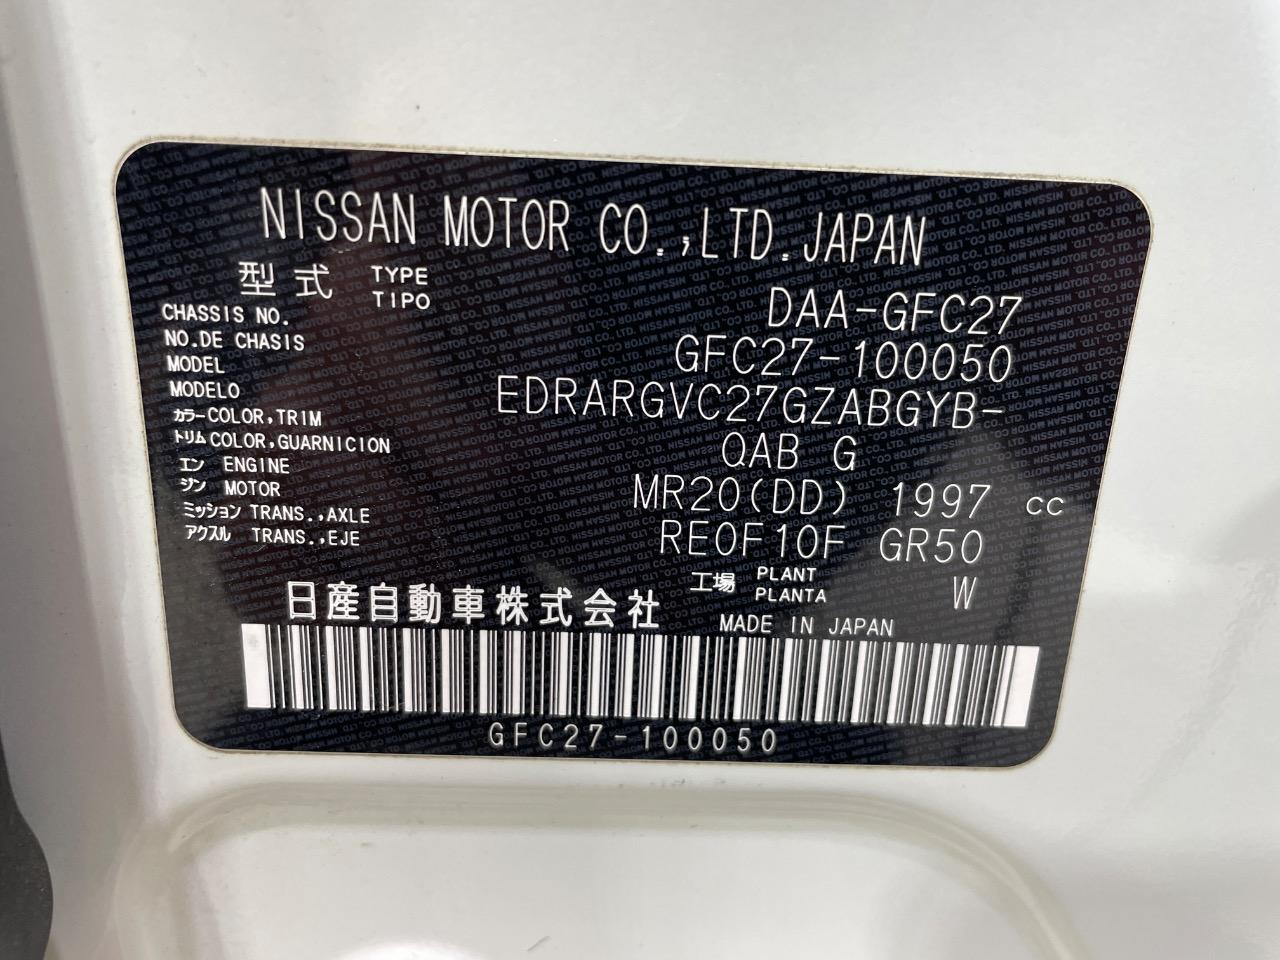 NISSAN MOTOR CO.,LTD.JAPAN
型式 TYPE TIPO DAA-GFC27
CHASSIS NO.
NO.DE CHASIS GFC27-100050
MODEL
MODELO EDRARGVC27GZABGYB-
カラー COLOR,TRIM
トリム COLOR,GUARNICION QAB G
エン ENGINE
ジン MOTOR MR20(DD) 1997 cc
ミッション TRANS.,AXLE
アクスル TRANS.,EJE RE0F10F GR50
工場 PLANT PLANTA W
日産自動車株式会社 MADE IN JAPAN
GFC27-100050